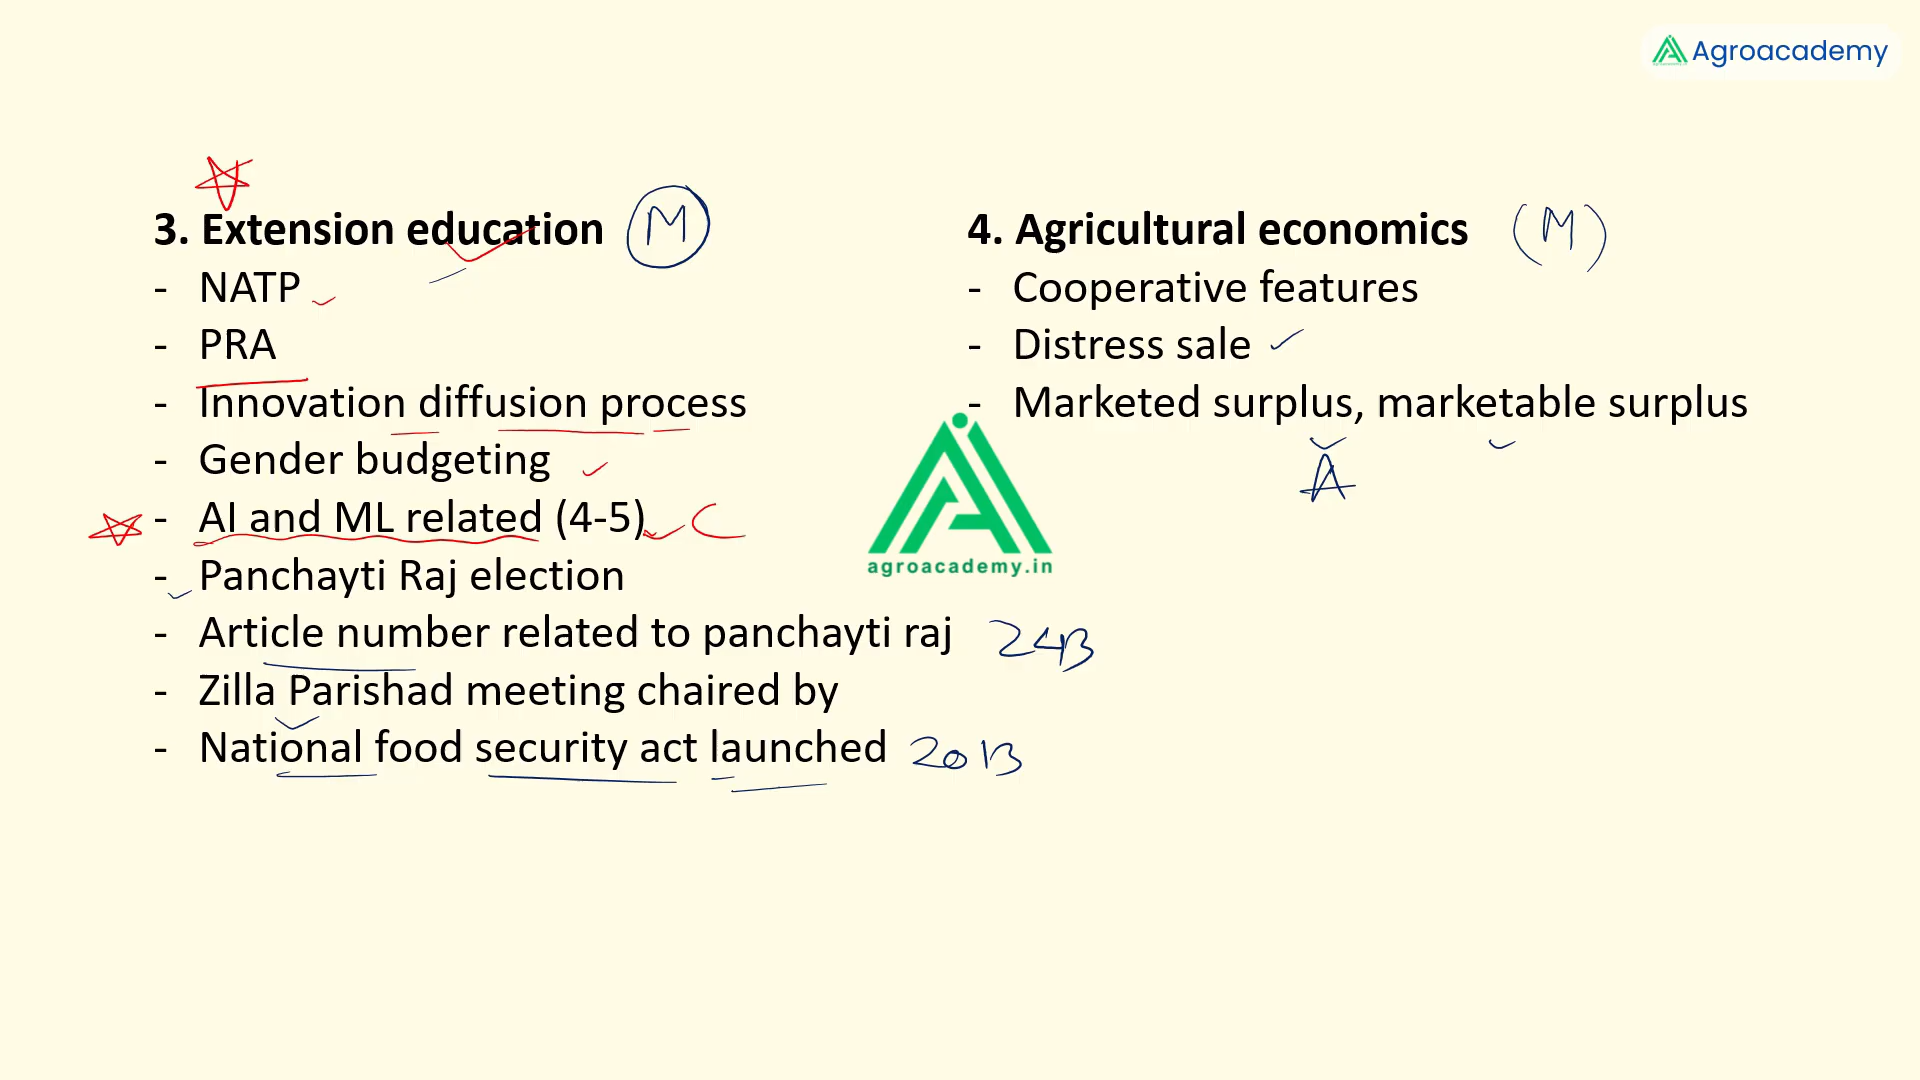 Agroacademy
3. Extension education M
- NATP
- PRA
- Innovation diffusion process
- Gender budgeting
- AI and ML related (4-5)
- Panchayti Raj election
- Article number related to panchayti raj 243
- Zilla Parishad meeting chaired by
- National food security act launched 2013
4. Agricultural economics (M)
- Cooperative features
- Distress sale
- Marketed surplus, marketable surplus
A
agroacademy.in